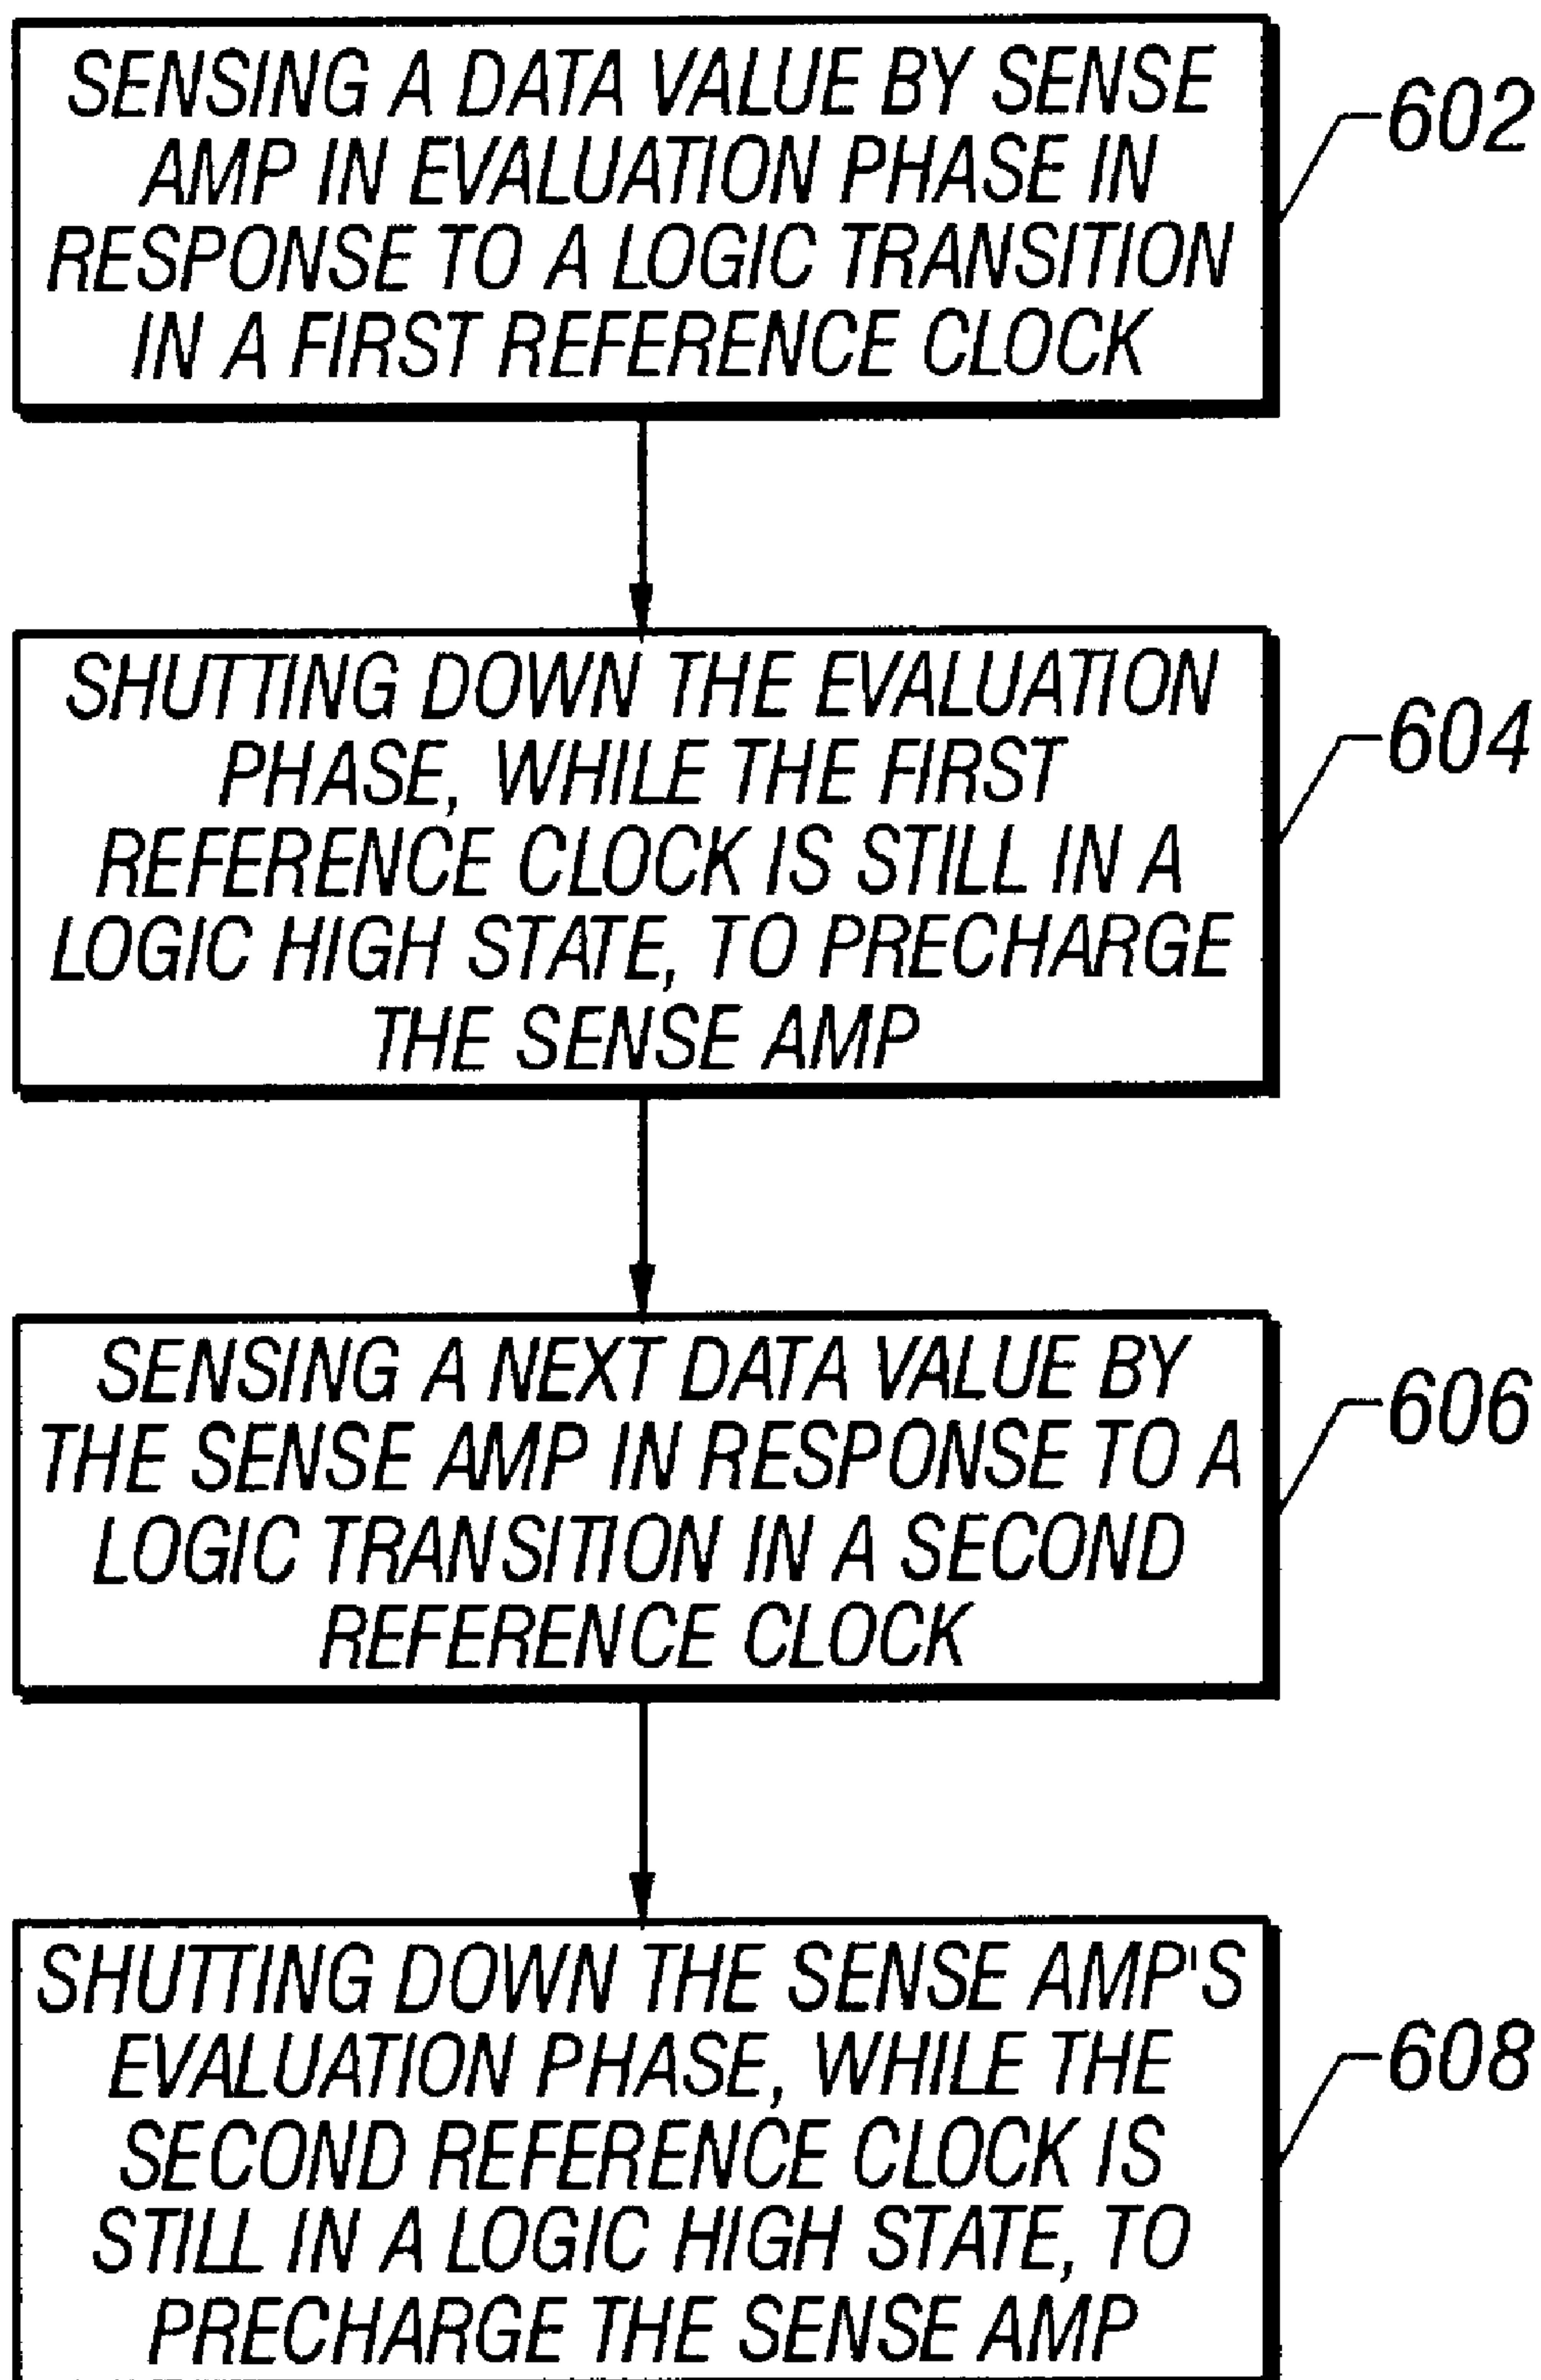 SENSING A DATA VALUE BY SENSE
AMP IN EVALUATION PHASE IN
RESPONSE TO A LOGIC TRANSITION
IN A FIRST REFERENCE CLOCK
602
SHUTTING DOWN THE EVALUATION
PHASE, WHILE THE FIRST
REFERENCE CLOCK IS STILL IN A
LOGIC HIGH STATE, TO PRECHARGE
THE SENSE AMP
604
SENSING A NEXT DATA VALUE BY
THE SENSE AMP IN RESPONSE TO A
LOGIC TRANSITION IN A SECOND
REFERENCE CLOCK
606
SHUTTING DOWN THE SENSE AMP'S
EVALUATION PHASE, WHILE THE
SECOND REFERENCE CLOCK IS
STILL IN A LOGIC HIGH STATE, TO
PRECHARGE THE SENSE AMP
608